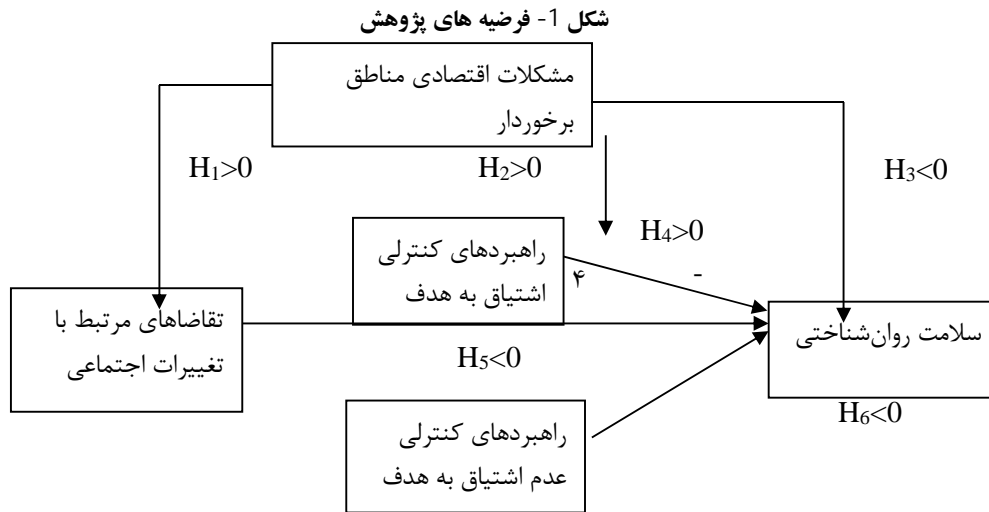 شکل 1- فرضیه های پژوهش
مشکلات اقتصادی مناطق
برخوردار
H1>0
H2>0
H3<0
H4>0
راهبردهای کنترلی
اشتیاق به هدف
۴
-
تقاضاهای مرتبط با
تغییرات اجتماعی
سلامت روان‌شناختی
H5<0
H6<0
راهبردهای کنترلی
عدم اشتیاق به هدف